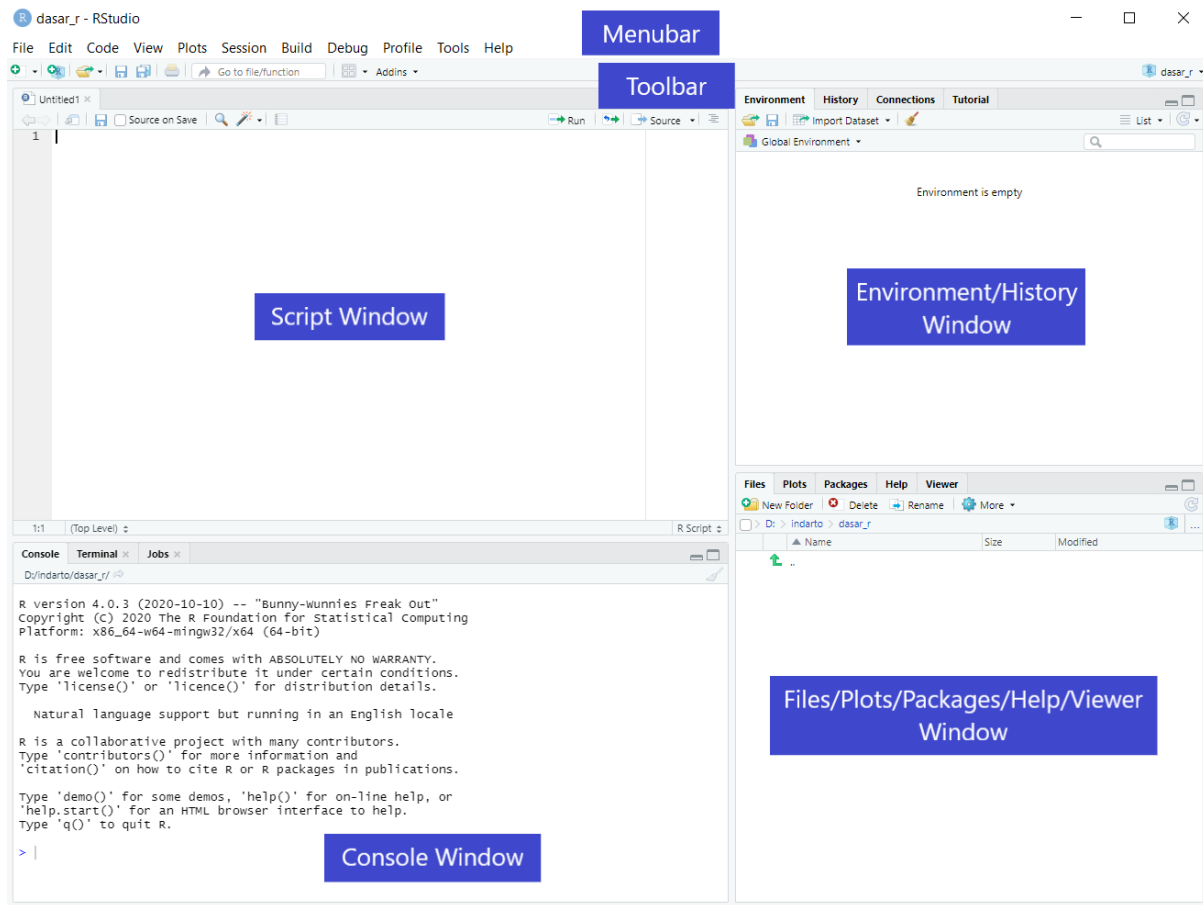 dasar_r - RStudio
Menubar
File Edit Code View Plots Session Build Debug Profile Tools Help
Go to file/function Addins
Toolbar
dasar_r
Untitled1
Source on Save Run Source
1
Script Window
1:1 (Top Level) R Script
Environment History Connections Tutorial
Import Dataset List
Global Environment
Environment is empty
Environment/History
Window
Console Terminal Jobs
D:/indarto/dasar_r/
R version 4.0.3 (2020-10-10) -- "Bunny-Wunnies Freak Out"
Copyright (C) 2020 The R Foundation for Statistical Computing
Platform: x86_64-w64-mingw32/x64 (64-bit)
R is free software and comes with ABSOLUTELY NO WARRANTY.
You are welcome to redistribute it under certain conditions.
Type 'license()' or 'licence()' for distribution details.
Natural language support but running in an English locale
R is a collaborative project with many contributors.
Type 'contributors()' for more information and
'citation()' on how to cite R or R packages in publications.
Type 'demo()' for some demos, 'help()' for on-line help, or
'help.start()' for an HTML browser interface to help.
Type 'q()' to quit R.
>
Console Window
Files Plots Packages Help Viewer
New Folder Delete Rename More
D: > indarto > dasar_r
Name Size Modified
..
Files/Plots/Packages/Help/Viewer
Window